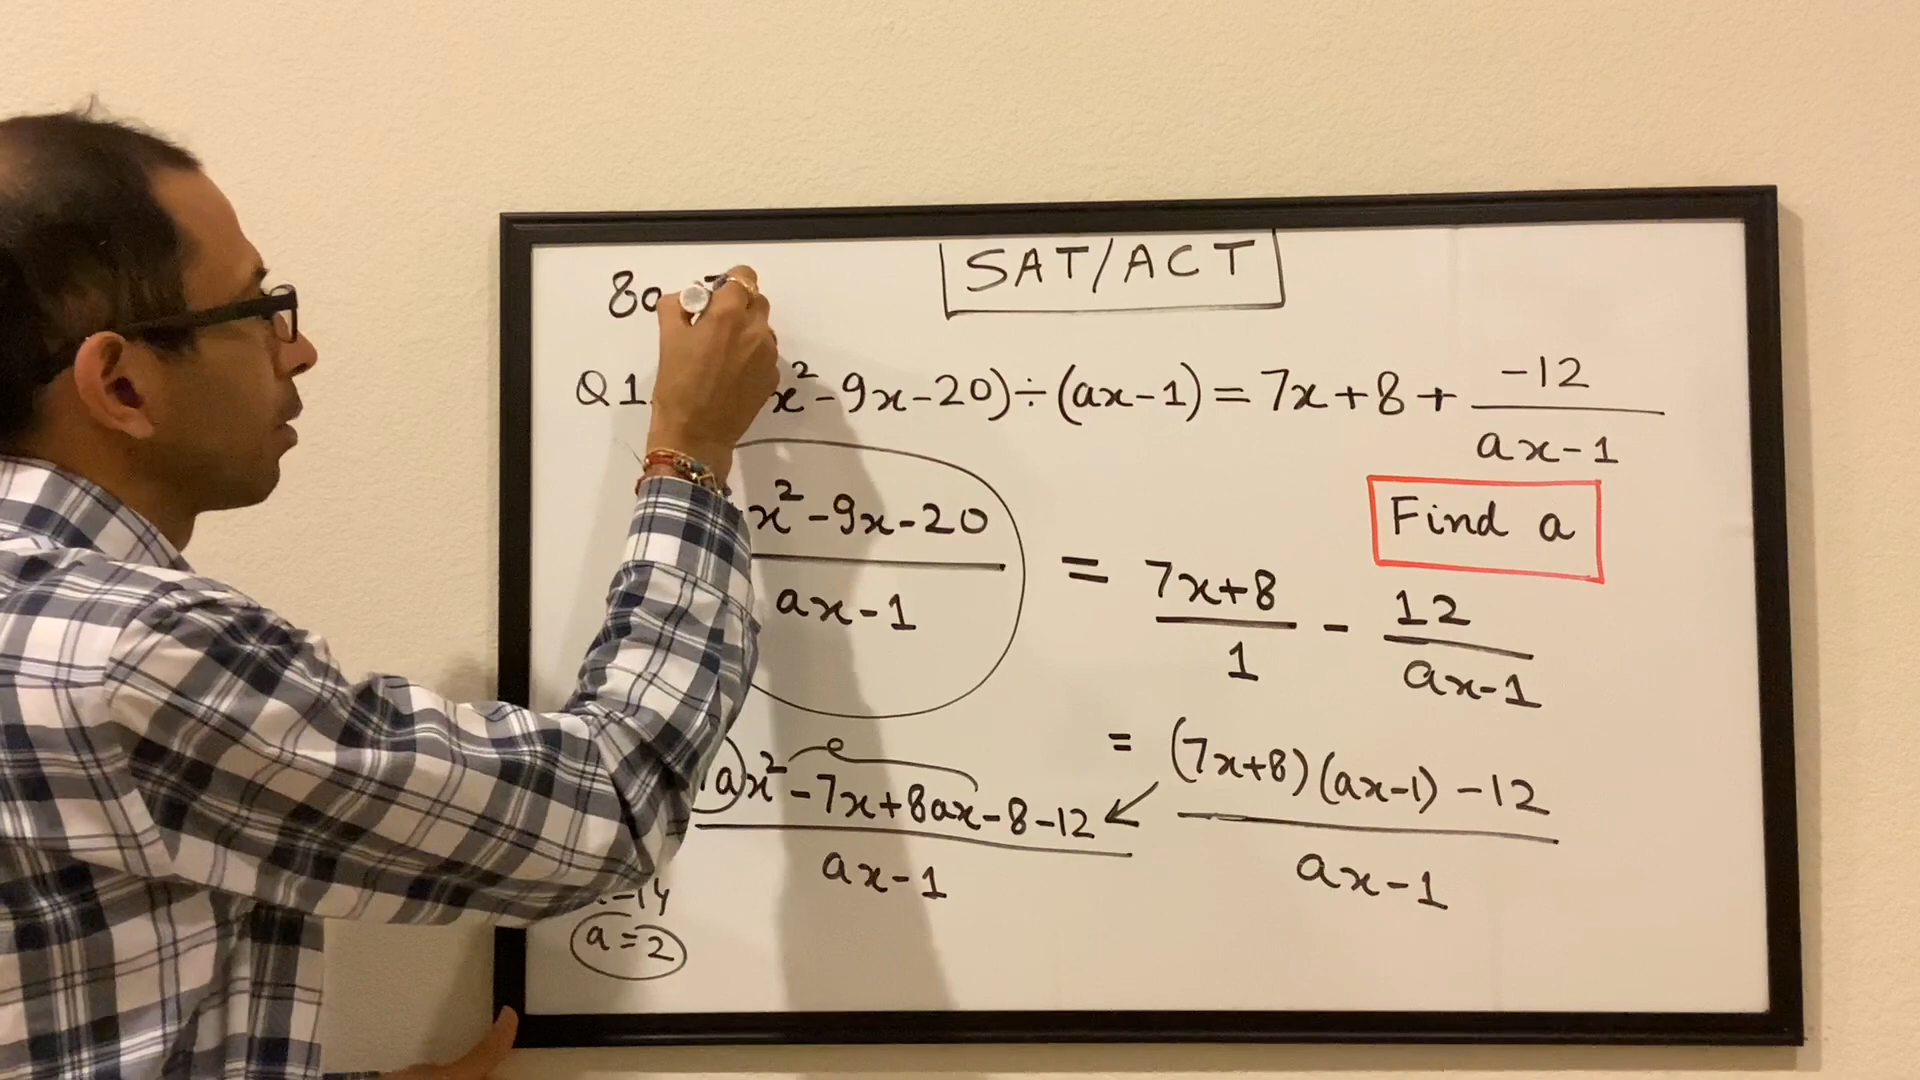 SAT/ACT
8a
Q1. x²-9x-20)÷(ax-1)=7x+8+ -12
ax-1
Find a
x²-9x-20
ax-1
= 7x+8
1
- 12
ax-1
= (7x+8)(ax-1)-12
ax-1
ax²-7x+8ax-8-12
ax-1
-14
a=2